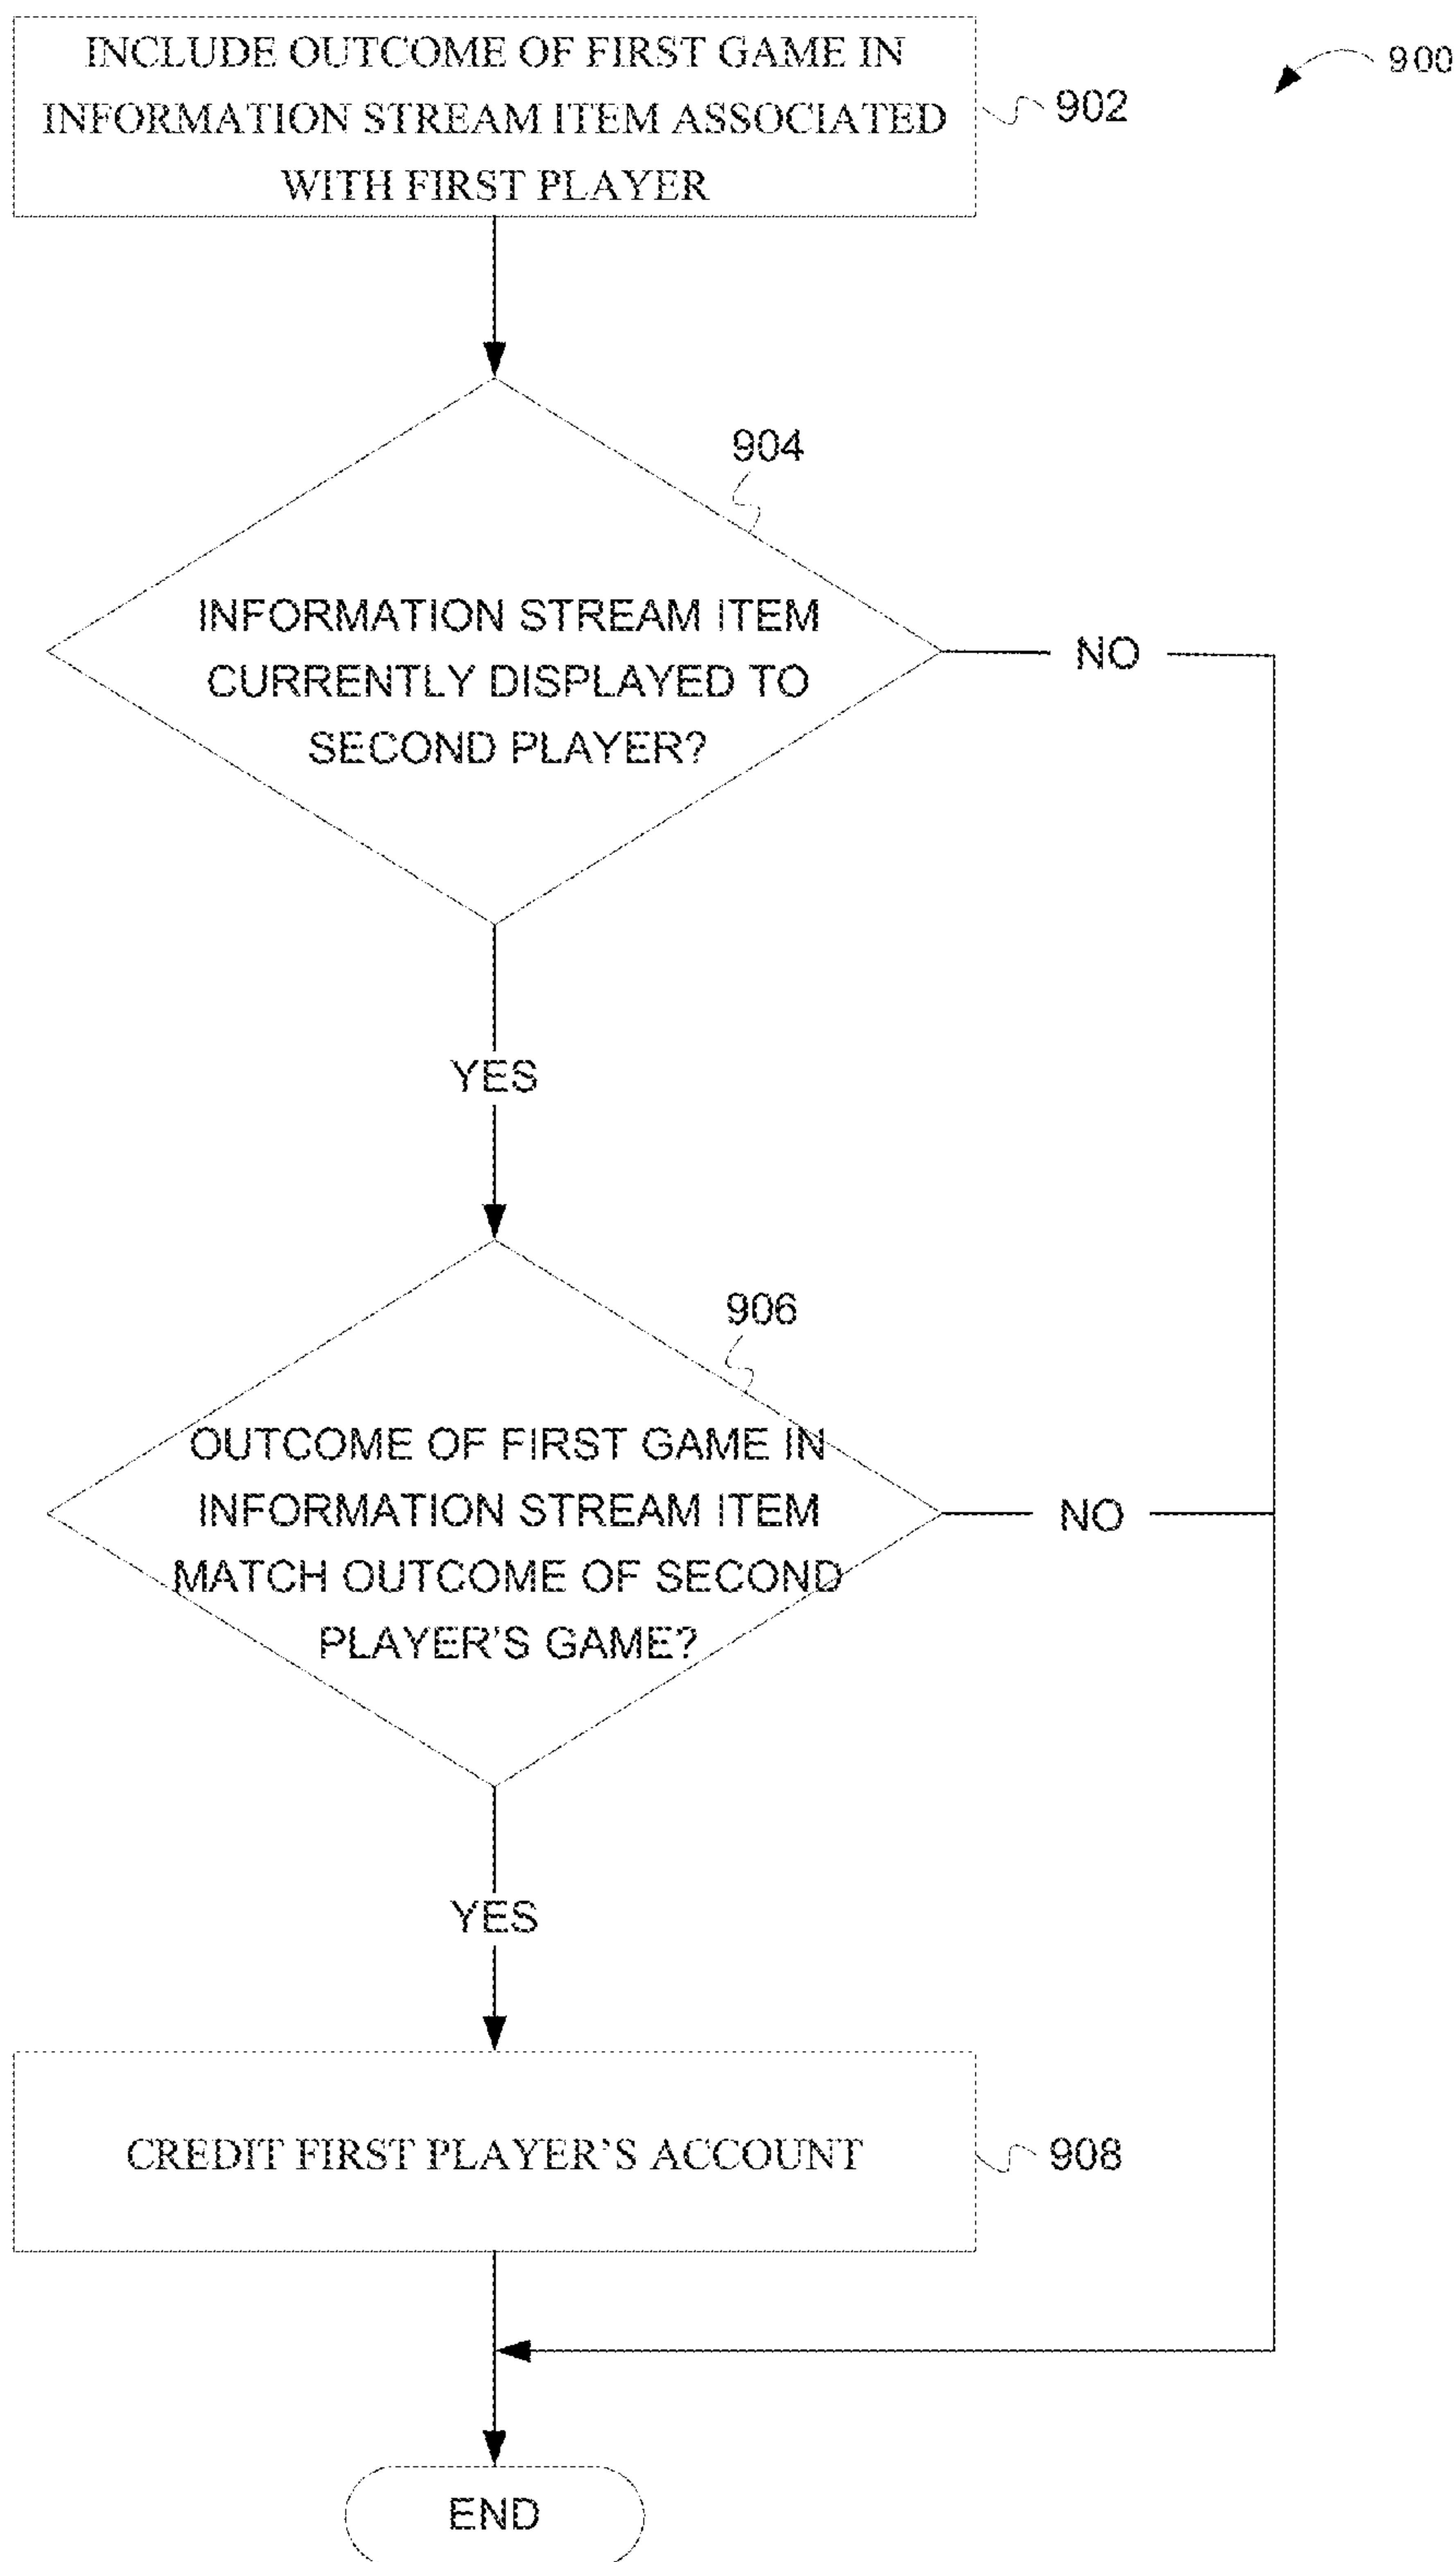 INCLUDE OUTCOME OF FIRST GAME IN
INFORMATION STREAM ITEM ASSOCIATED
WITH FIRST PLAYER
902
900
904
INFORMATION STREAM ITEM
CURRENTLY DISPLAYED TO
SECOND PLAYER?
NO
YES
906
OUTCOME OF FIRST GAME IN
INFORMATION STREAM ITEM
MATCH OUTCOME OF SECOND
PLAYER'S GAME?
NO
YES
CREDIT FIRST PLAYER'S ACCOUNT
908
END